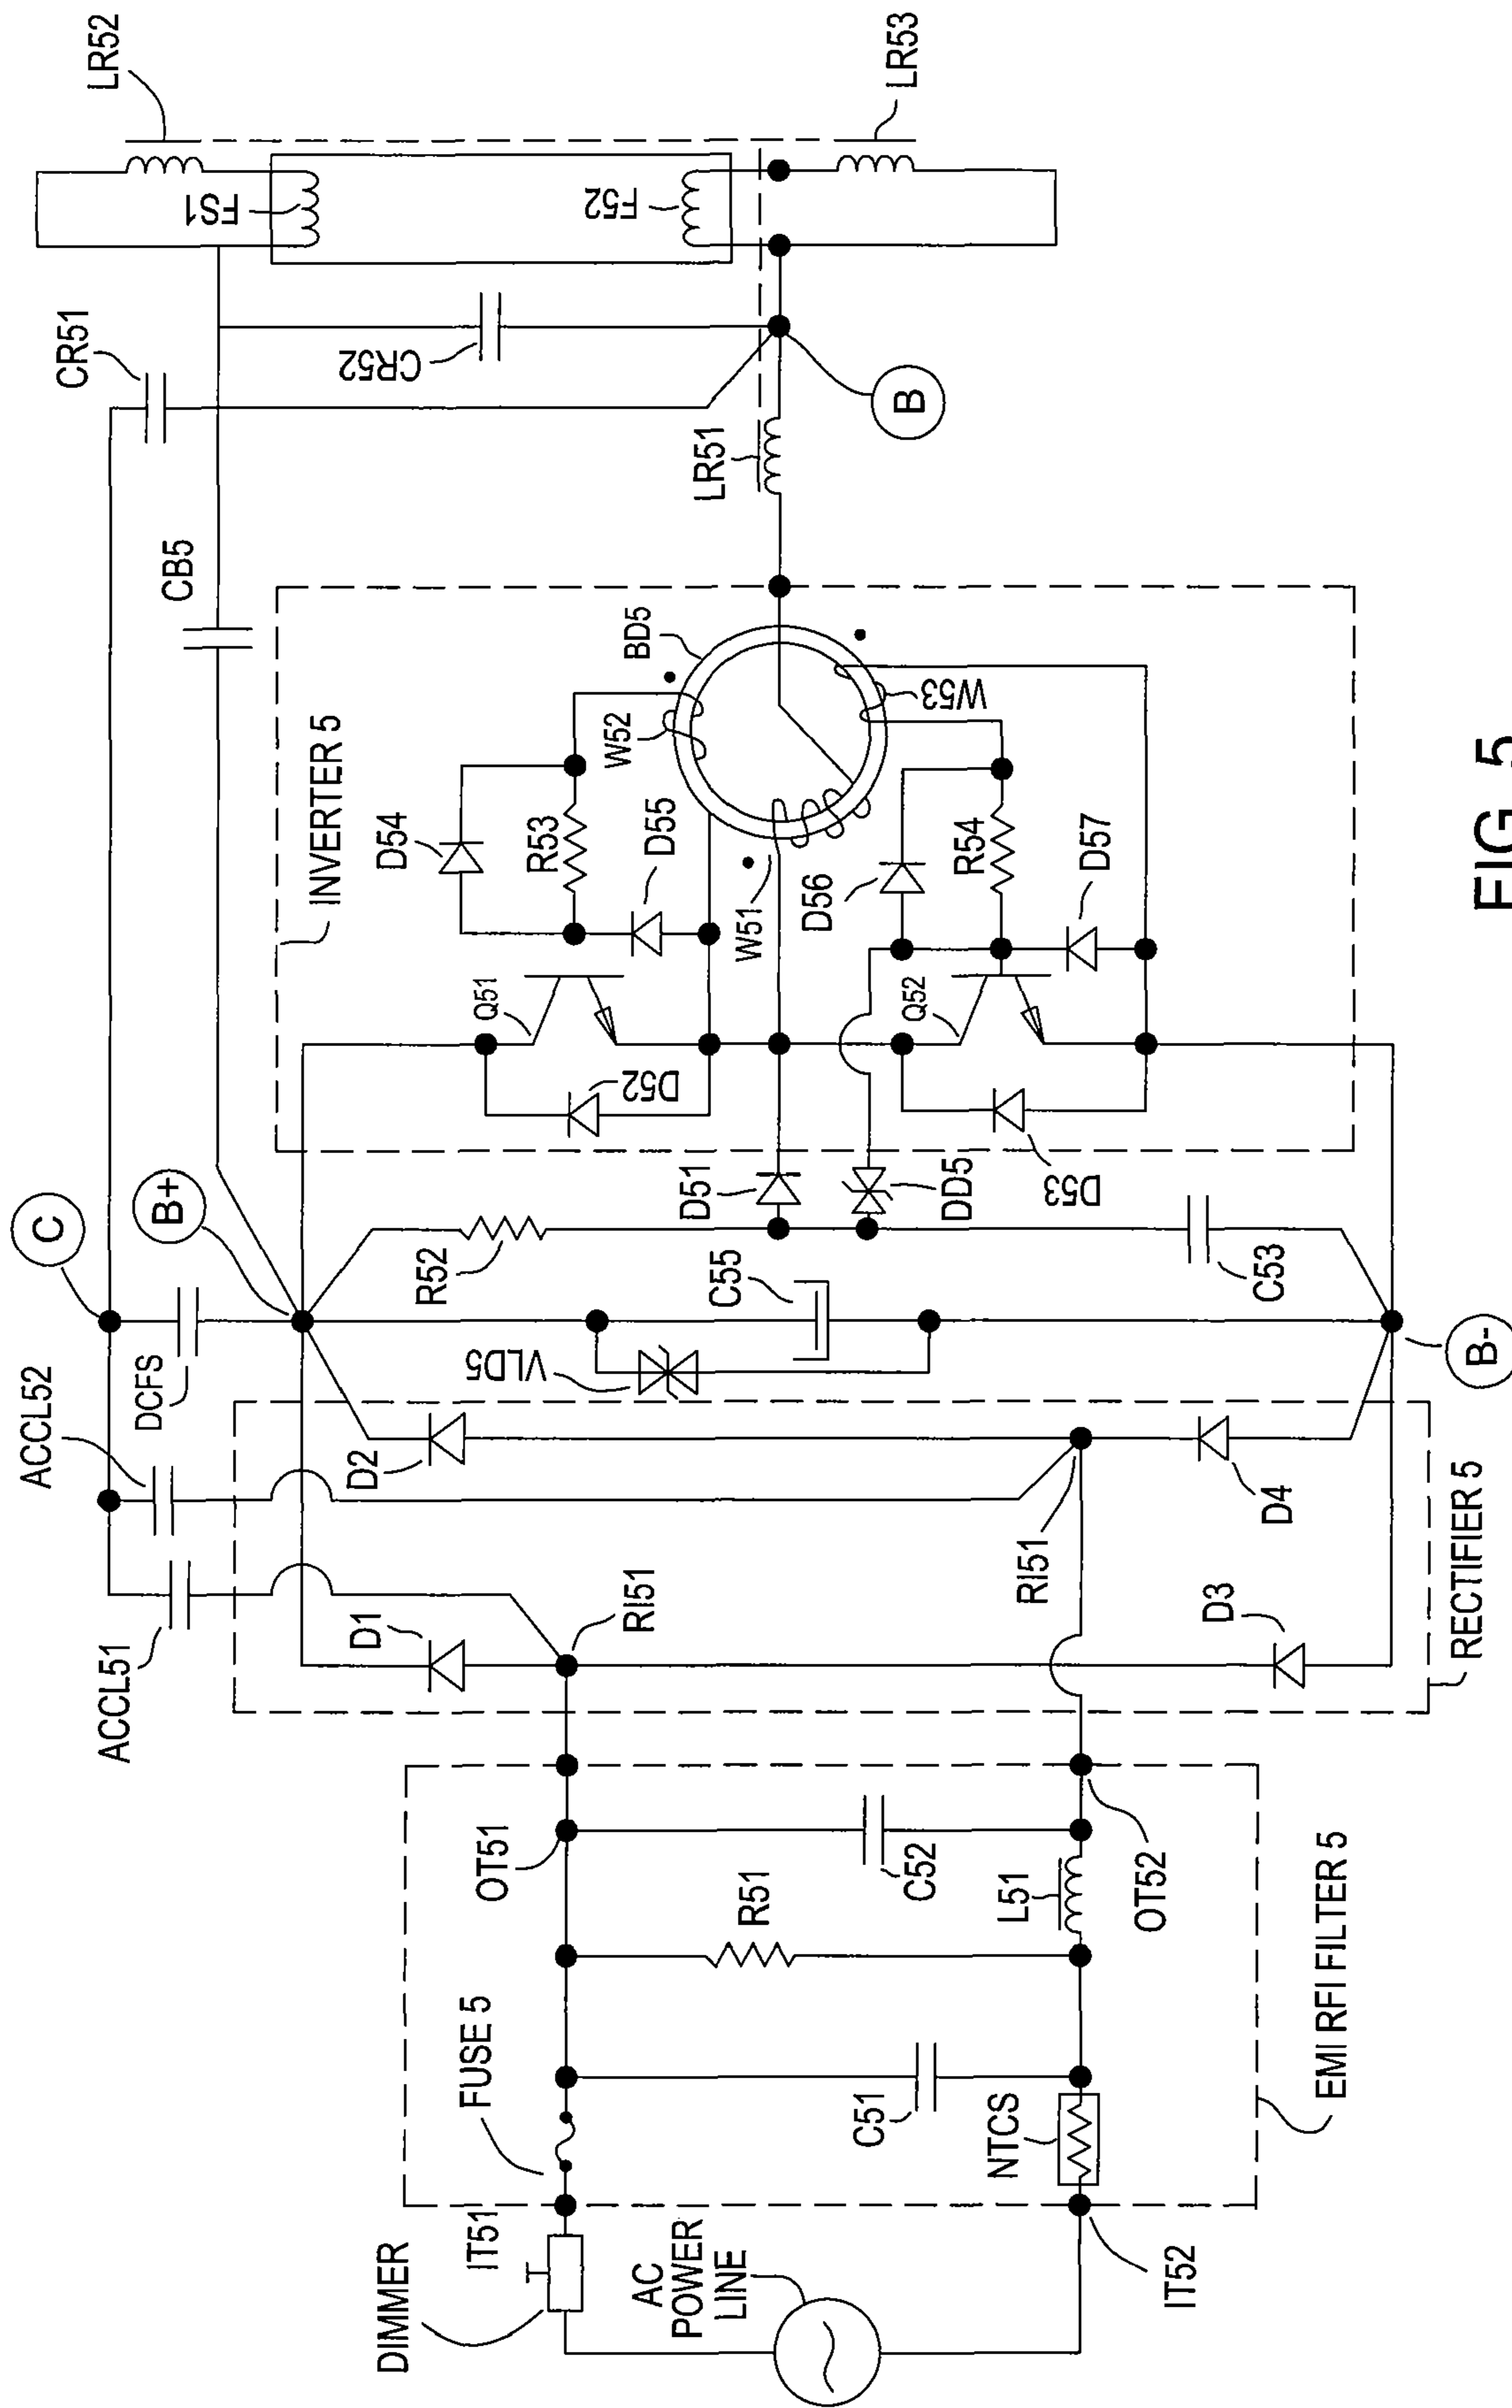 LR52
LR53
FS1
F52
CR51
CR52
B
LR51
CB5
INVERTER 5
BD5
W52
W53
D54
R53
D55
W51
D56
R54
D57
Q51
Q52
D52
D53
C
B+
D51
DD5
R52
C55
C53
VLD5
DCFS
B-
ACCL52
ACCL51
D2
D4
RI51
D1
RI51
D3
RECTIFIER 5
OT51
C52
R51
L51
OT52
FUSE 5
C51
NTCS
EMI RFI FILTER 5
IT51
DIMMER
AC
POWER
LINE
IT52
FIG. 5